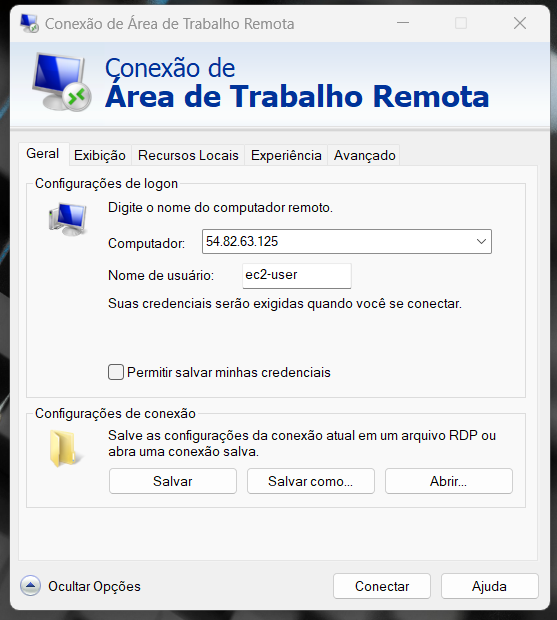 Conexão de Área de Trabalho Remota
Conexão de
Área de Trabalho Remota
Geral Exibição Recursos Locais Experiência Avançado
Configurações de logon
Digite o nome do computador remoto.
Computador: 54.82.63.125
Nome de usuário: ec2-user
Suas credenciais serão exigidas quando você se conectar.
Permitir salvar minhas credenciais
Configurações de conexão
Salve as configurações da conexão atual em um arquivo RDP ou
abra uma conexão salva.
Salvar Salvar como... Abrir...
Ocultar Opções Conectar Ajuda